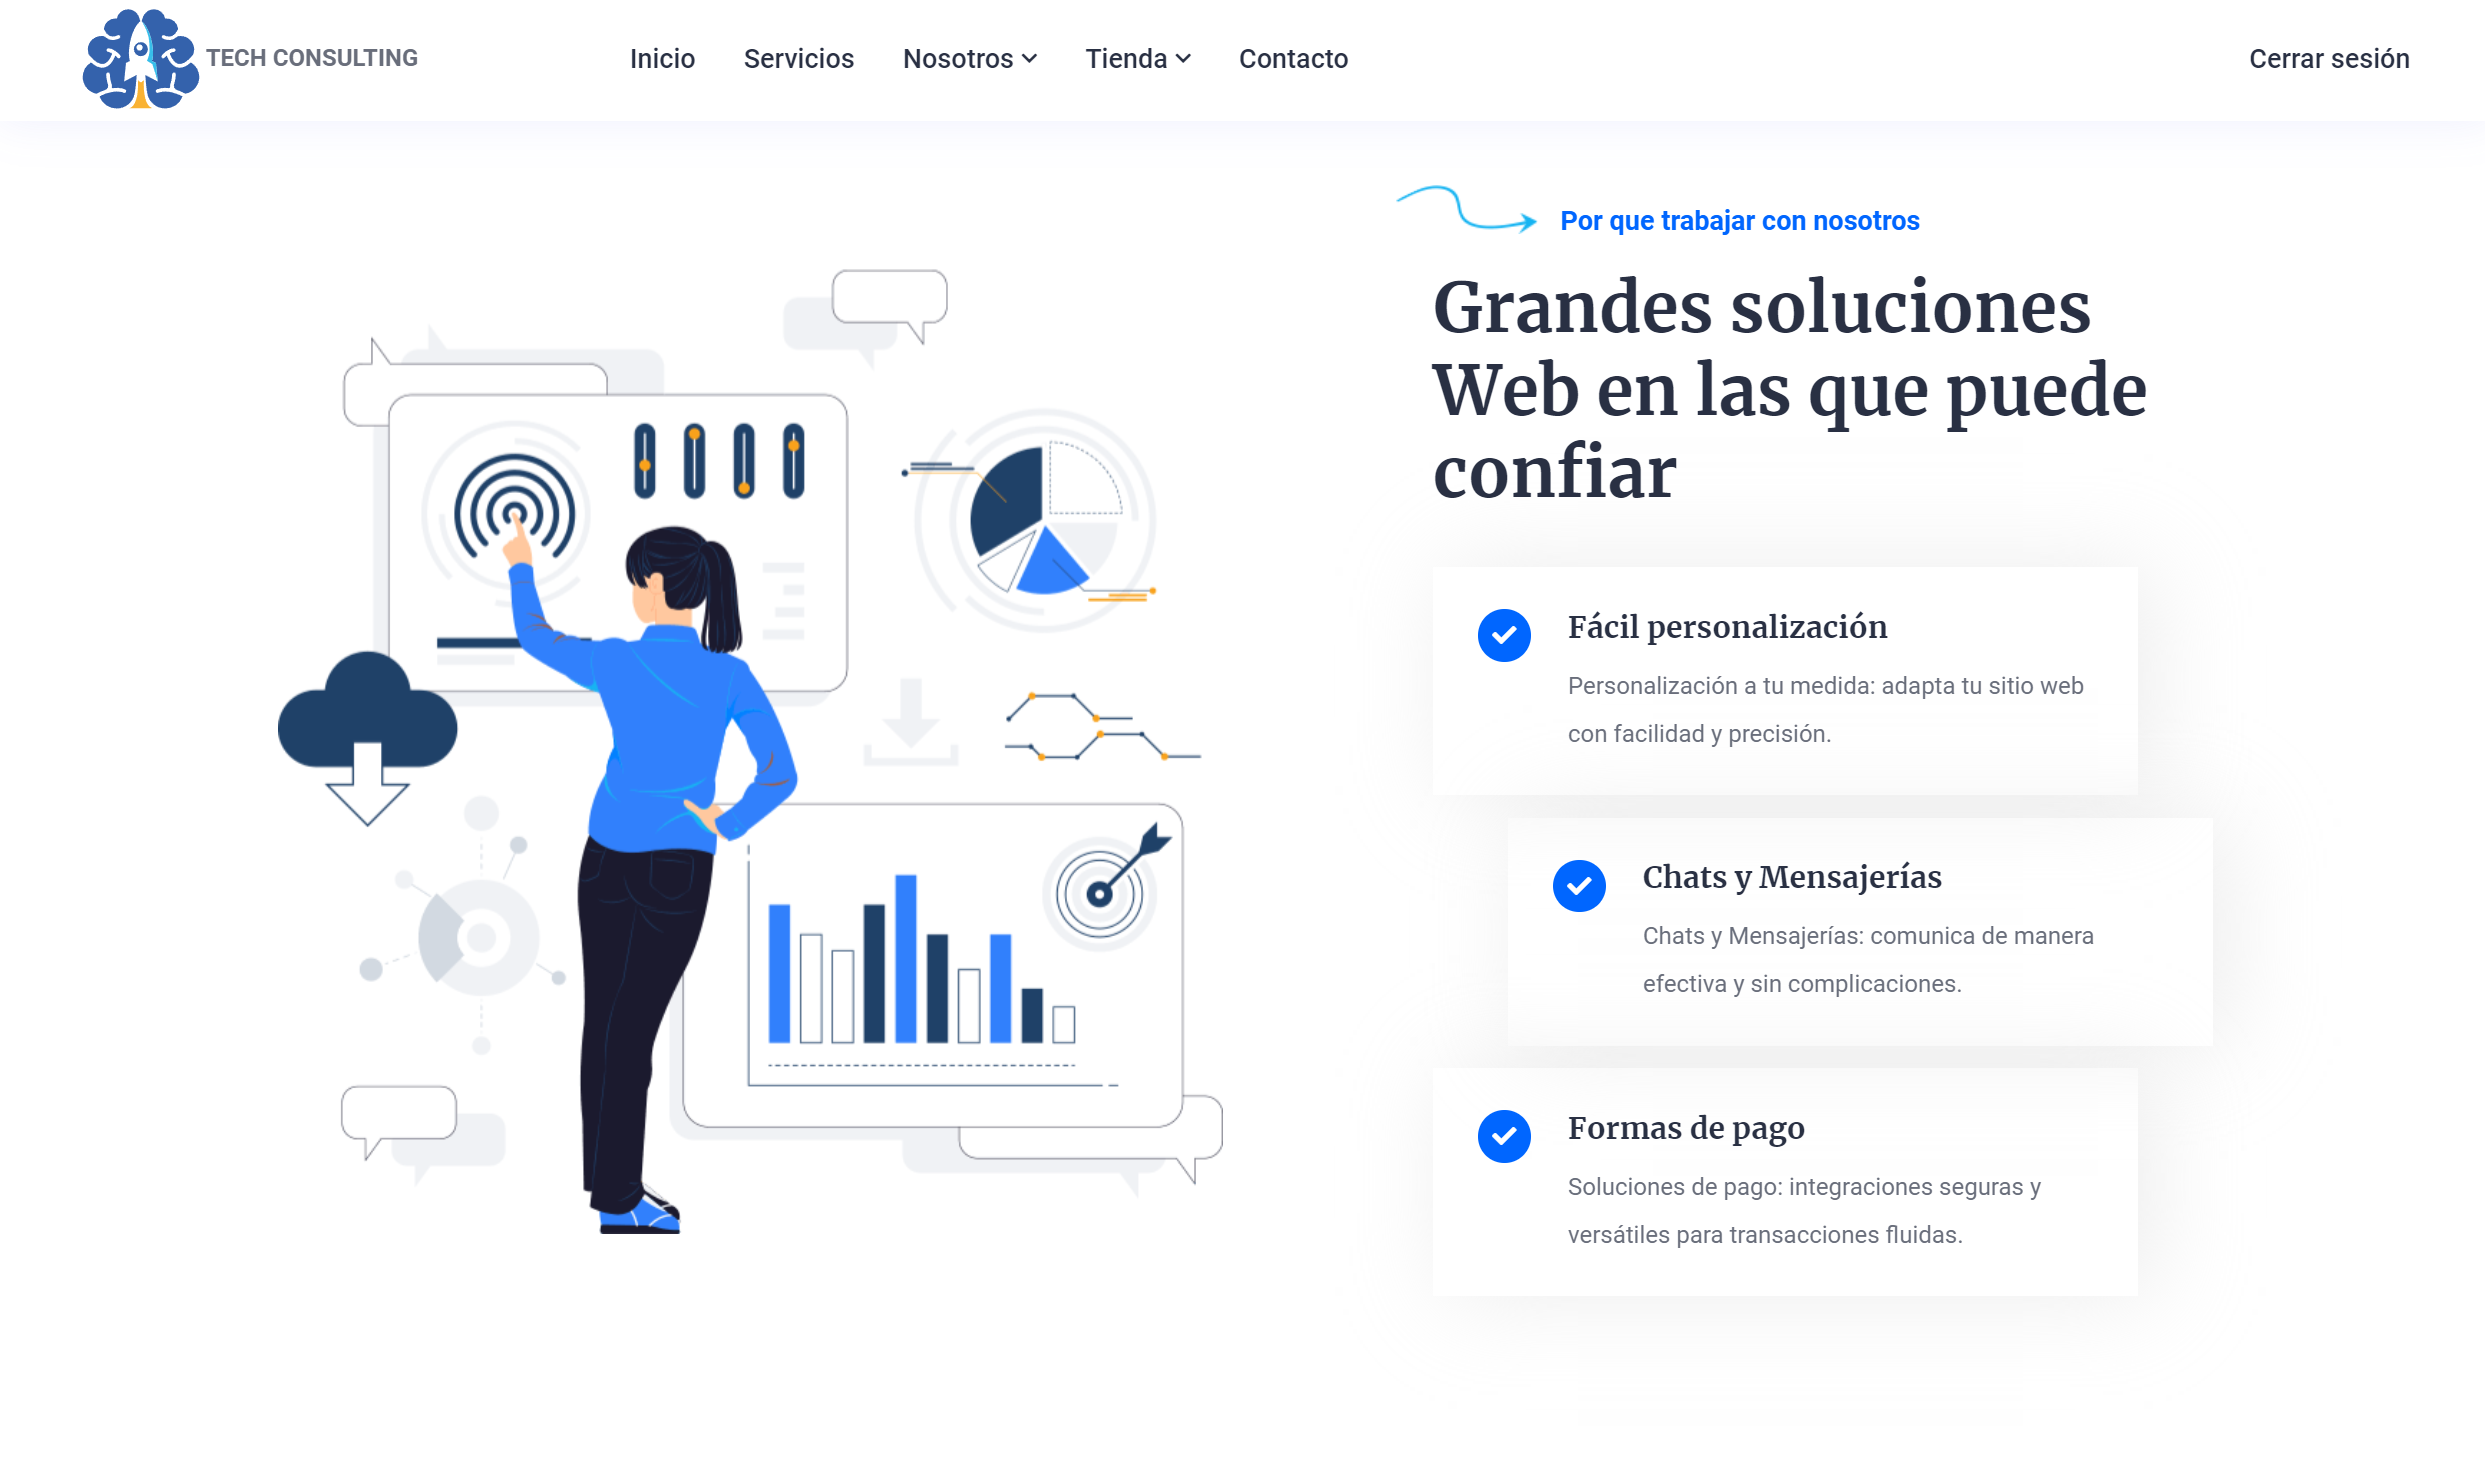 TECH CONSULTING
Inicio
Servicios
Nosotros
Tienda
Contacto
Cerrar sesión
Por que trabajar con nosotros
Grandes soluciones
Web en las que puede
confiar
Fácil personalización
Personalización a tu medida: adapta tu sitio web
con facilidad y precisión.
Chats y Mensajerías
Chats y Mensajerías: comunica de manera
efectiva y sin complicaciones.
Formas de pago
Soluciones de pago: integraciones seguras y
versátiles para transacciones fluidas.